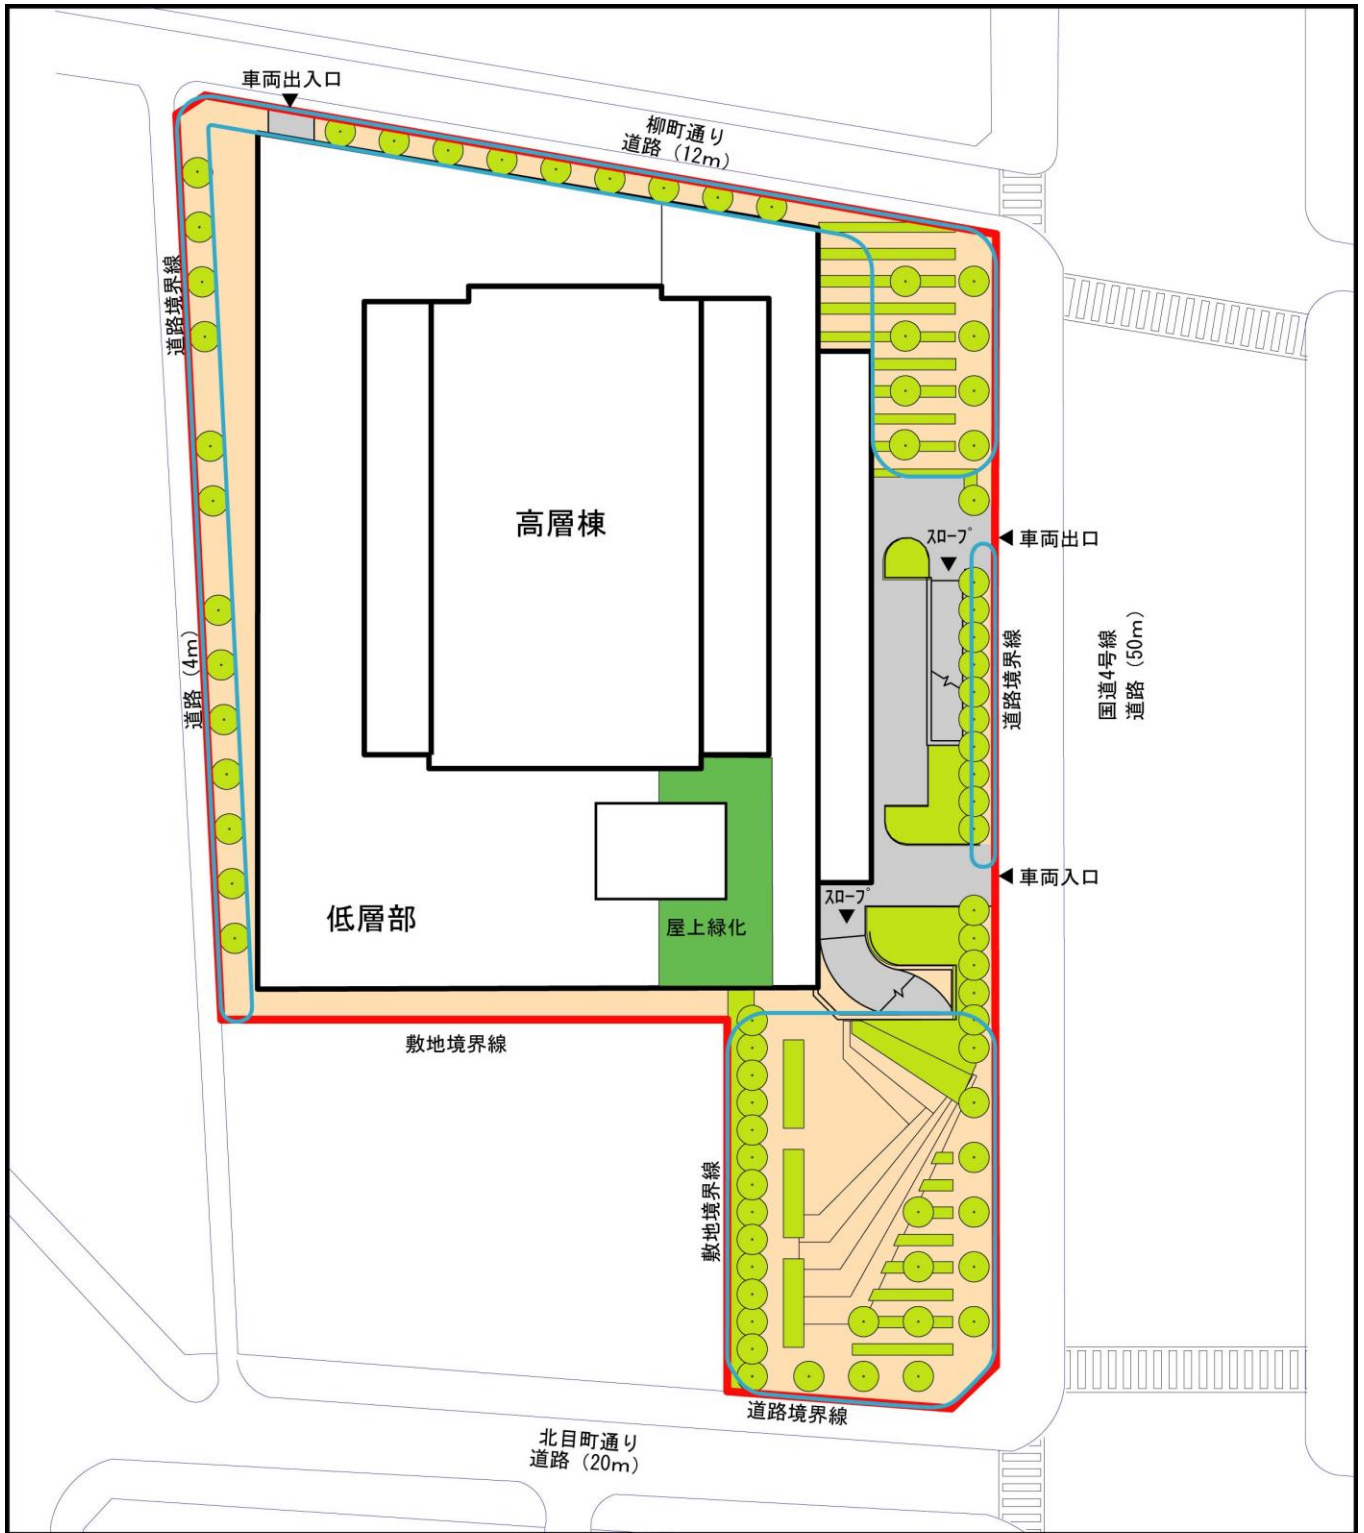 車両出入口
柳町通り
道路（12m）
道路境界線
高層棟
スロープ
車両出口
道路（4m）
道路境界線
国道4号線
道路（50m）
車両入口
スロープ
低層部
屋上緑化
敷地境界線
敷地境界線
道路境界線
北目町通り
道路（20m）